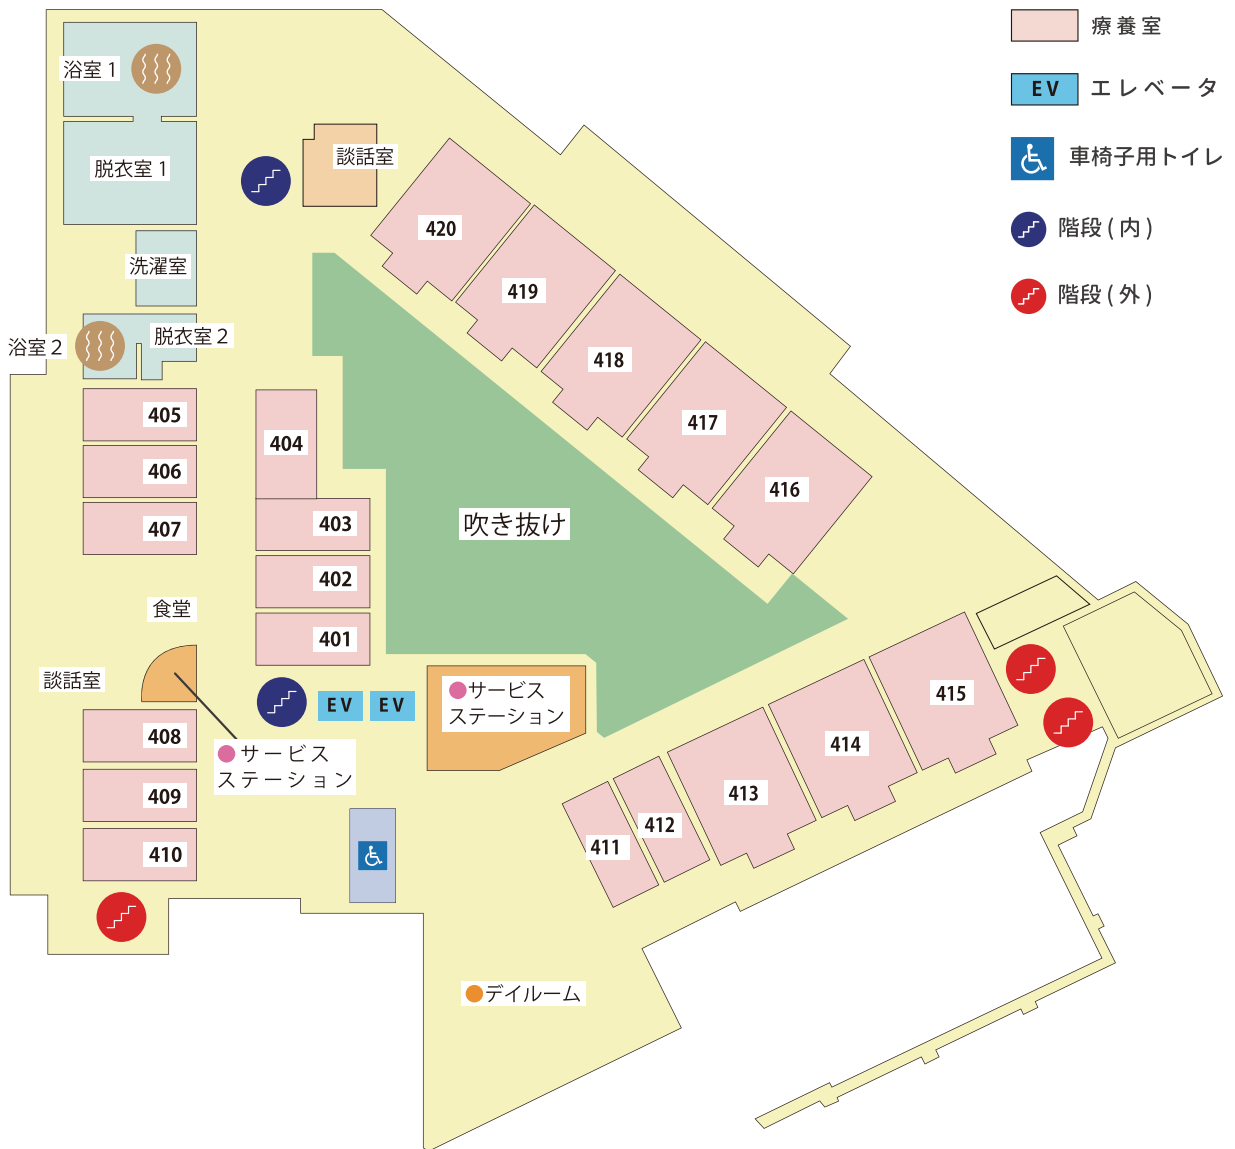 療養室
EV エレベータ
車椅子用トイレ
階段(内)
階段(外)
浴室1
脱衣室1
談話室
洗濯室
脱衣室2
浴室2
420
419
418
417
416
405
406
407
404
403
402
401
吹き抜け
食堂
談話室
サービス
ステーション
EV EV
サービス
ステーション
408
409
410
411
412
413
414
415
デイルーム